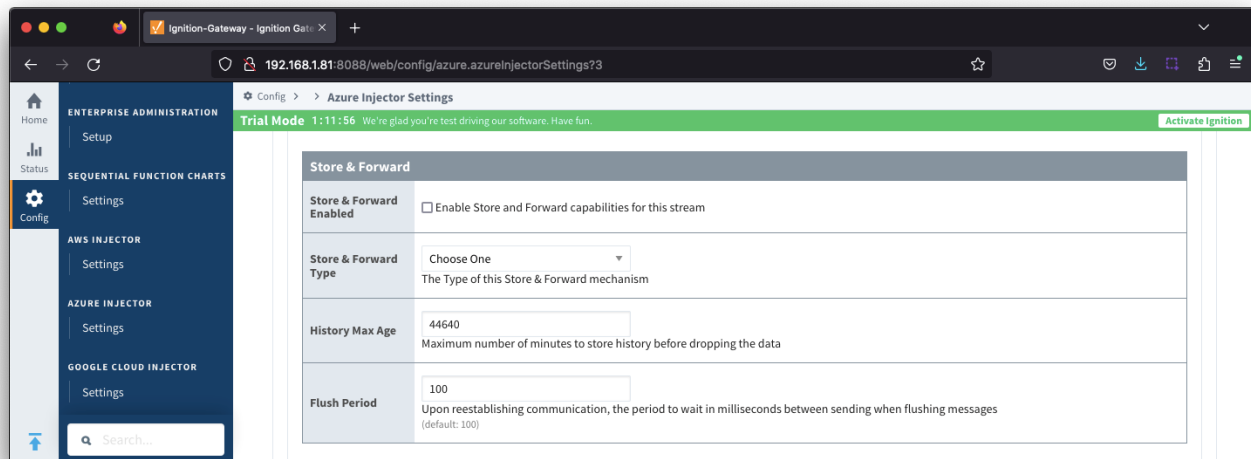 Ignition-Gateway - Ignition Gat
192.168.1.81:8088/web/config/azure.azureInjectorSettings?3
Home
Status
Config
ENTERPRISE ADMINISTRATION
Setup
SEQUENTIAL FUNCTION CHARTS
Settings
AWS INJECTOR
Settings
AZURE INJECTOR
Settings
GOOGLE CLOUD INJECTOR
Settings
Search...
Config > > Azure Injector Settings
Trial Mode 1:11:56 We're glad you're test driving our software. Have fun.
Activate Ignition
Store & Forward
Store & Forward
Enabled
Enable Store and Forward capabilities for this stream
Store & Forward
Type
Choose One
The Type of this Store & Forward mechanism
History Max Age
44640
Maximum number of minutes to store history before dropping the data
Flush Period
100
Upon reestablishing communication, the period to wait in milliseconds between sending when flushing messages
(default: 100)